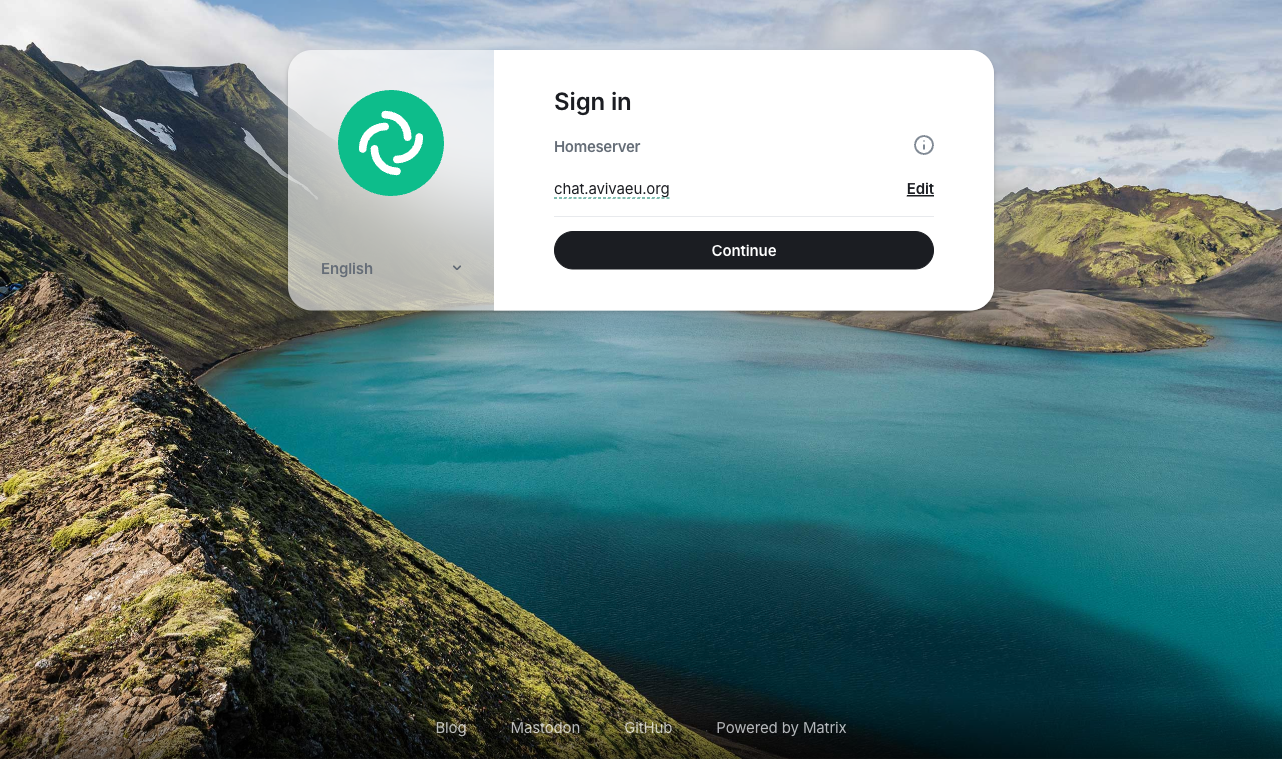 Sign in
Homeserver
chat.avivaeu.org Edit
Continue
English
Blog Mastodon GitHub Powered by Matrix